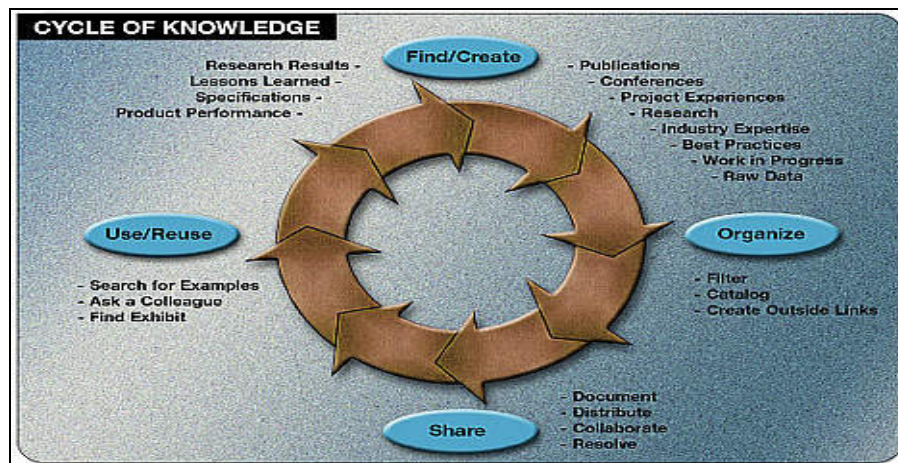 CYCLE OF KNOWLEDGE
Find/Create
Research Results -
Lessons Learned -
Specifications -
Product Performance -
- Publications
- Conferences
- Project Experiences
- Research
- Industry Expertise
- Best Practices
- Work in Progress
- Raw Data
Use/Reuse
- Search for Examples
- Ask a Colleague
- Find Exhibit
Organize
- Filter
- Catalog
- Create Outside Links
Share
- Document
- Distribute
- Collaborate
- Resolve